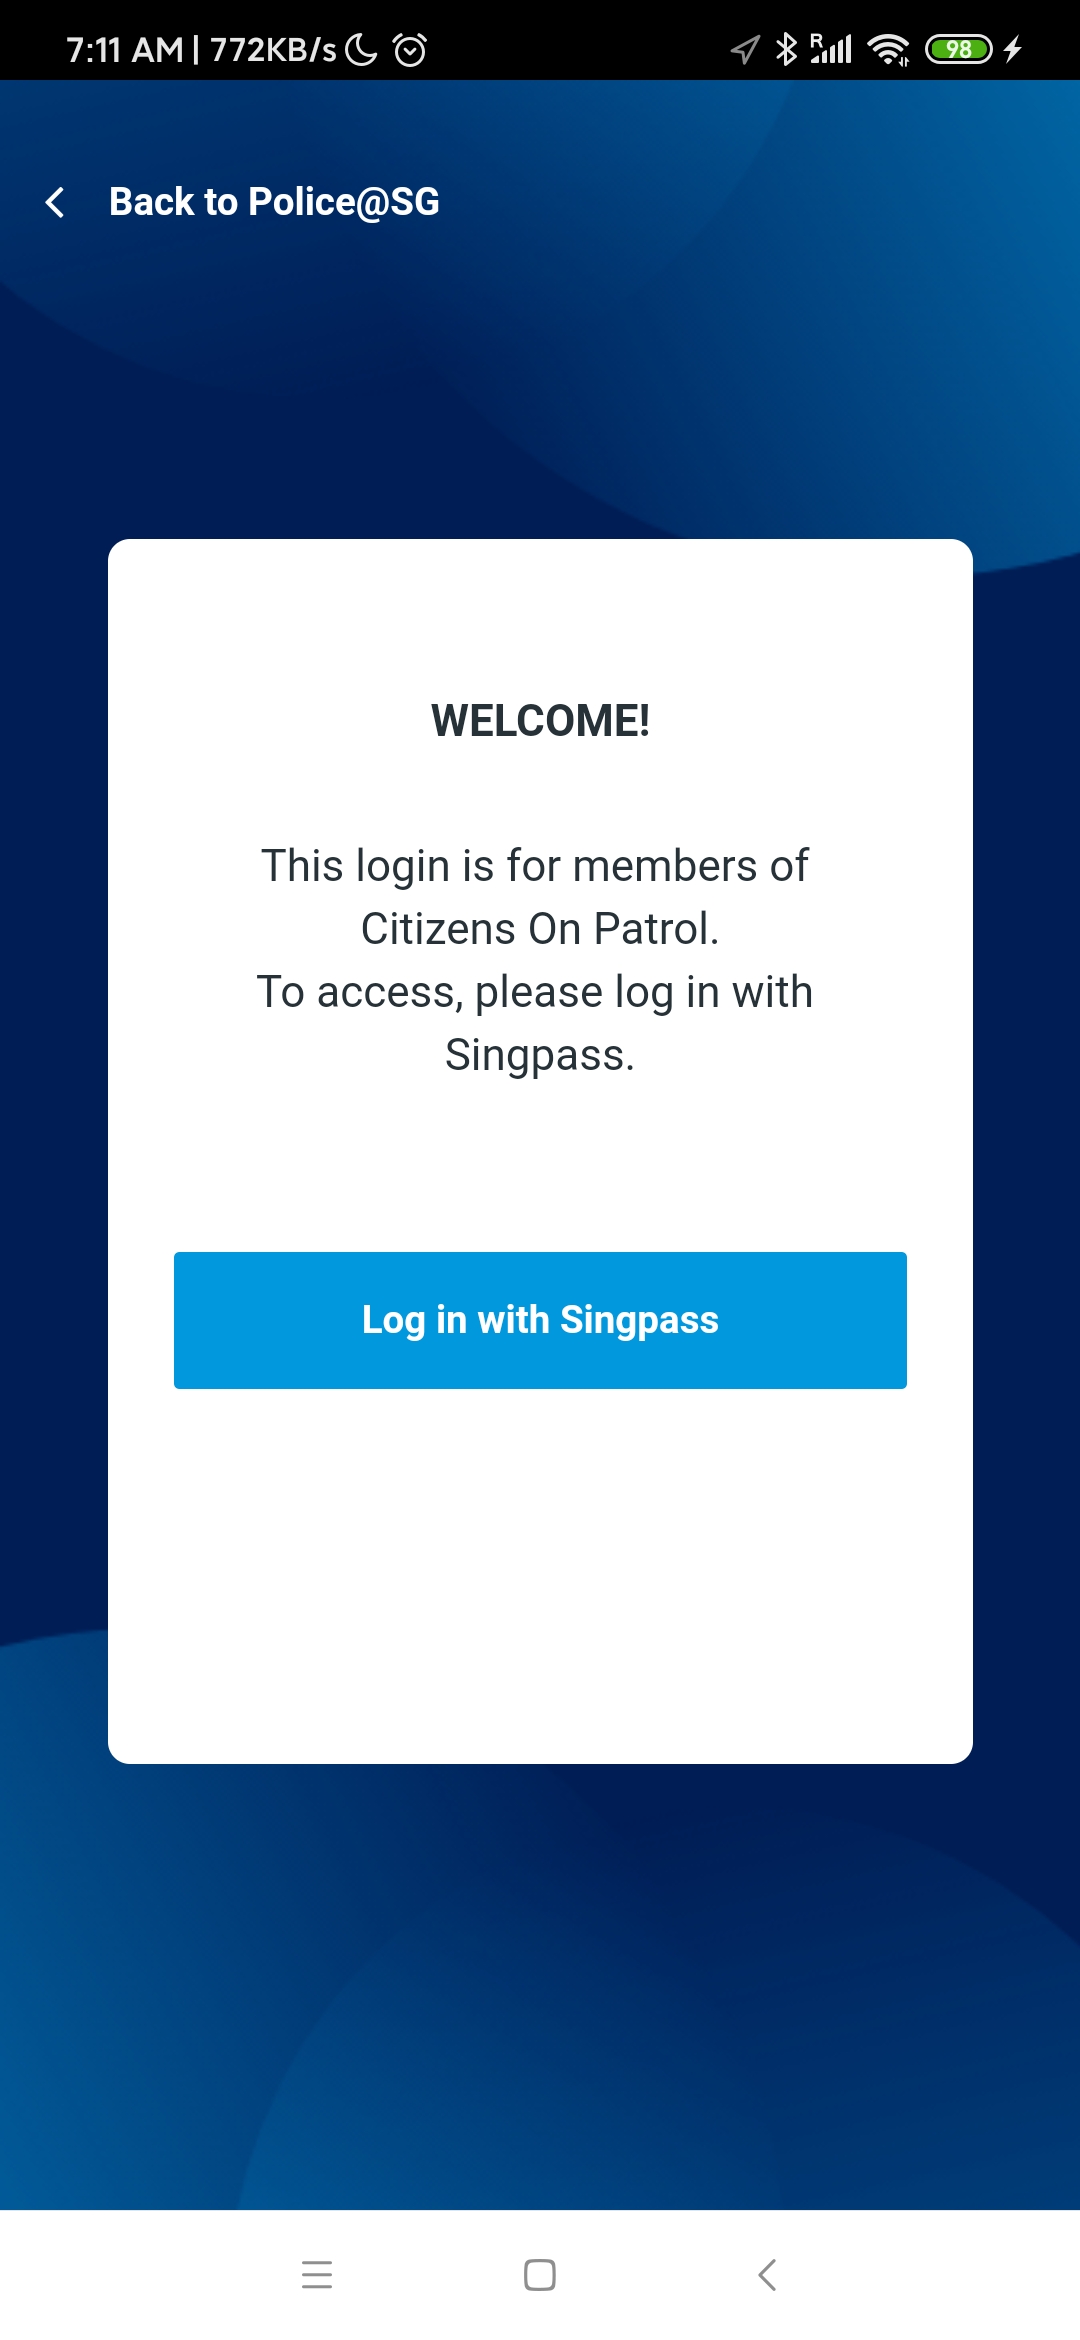 7:11 AM | 772KB/s
R
98
Back to Police@SG
WELCOME!
This login is for members of
Citizens On Patrol.
To access, please log in with
Singpass.
Log in with Singpass